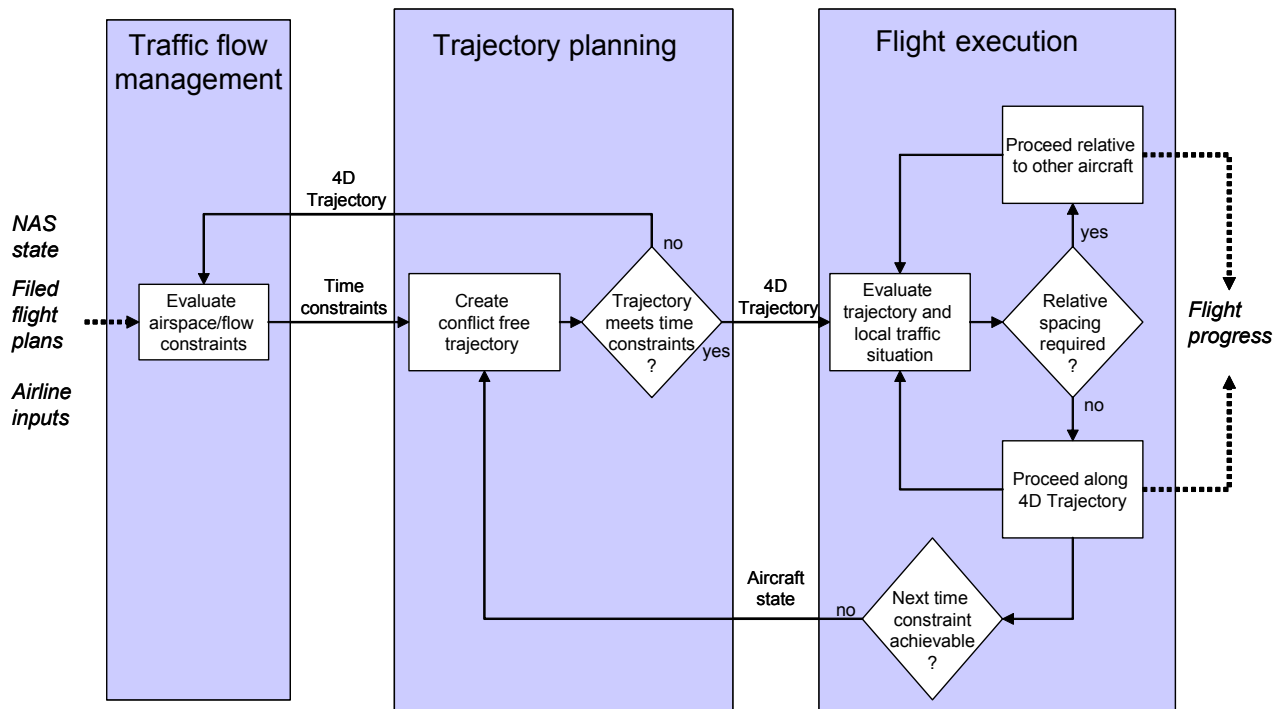 Traffic flow
management
Trajectory planning
Flight execution
NAS
state
Filed
flight
plans
Airline
inputs
Evaluate
airspace/flow
constraints
4D
Trajectory
Time
constraints
Create
conflict free
trajectory
Trajectory
meets time
constraints
?
no
yes
4D
Trajectory
Evaluate
trajectory and
local traffic
situation
Relative
spacing
required
?
yes
no
Proceed relative
to other aircraft
Proceed along
4D Trajectory
Flight
progress
Next time
constraint
achievable
?
no
Aircraft
state